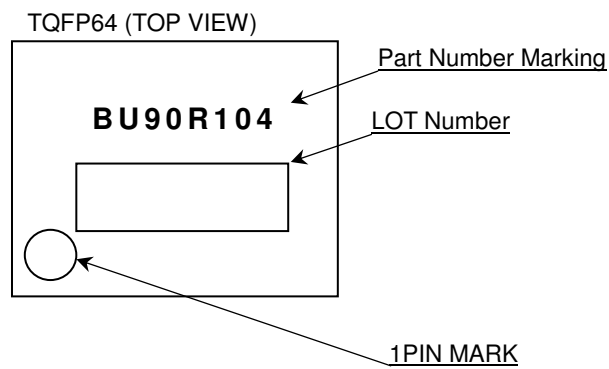 TQFP64 (TOP VIEW)
Part Number Marking
BU90R104
LOT Number
1PIN MARK